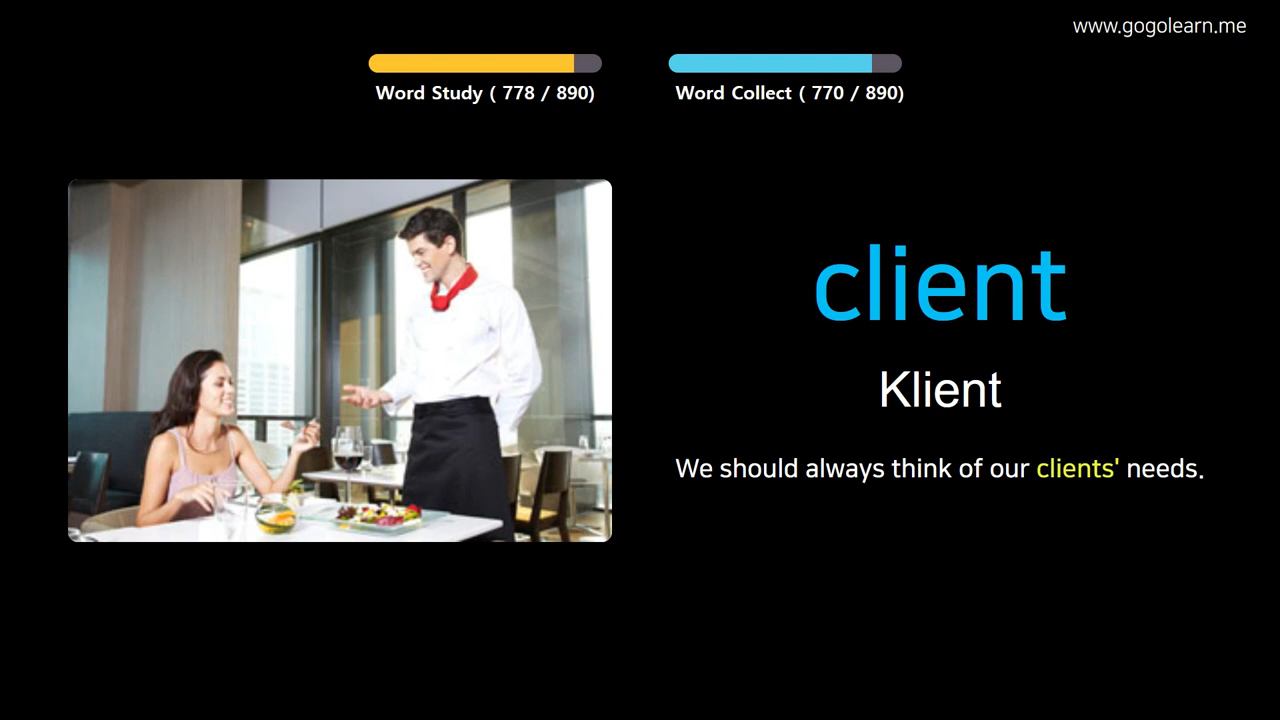 www.gogolearn.me
Word Study ( 778 / 890)
Word Collect ( 770 / 890)
client
Klient
We should always think of our clients' needs.